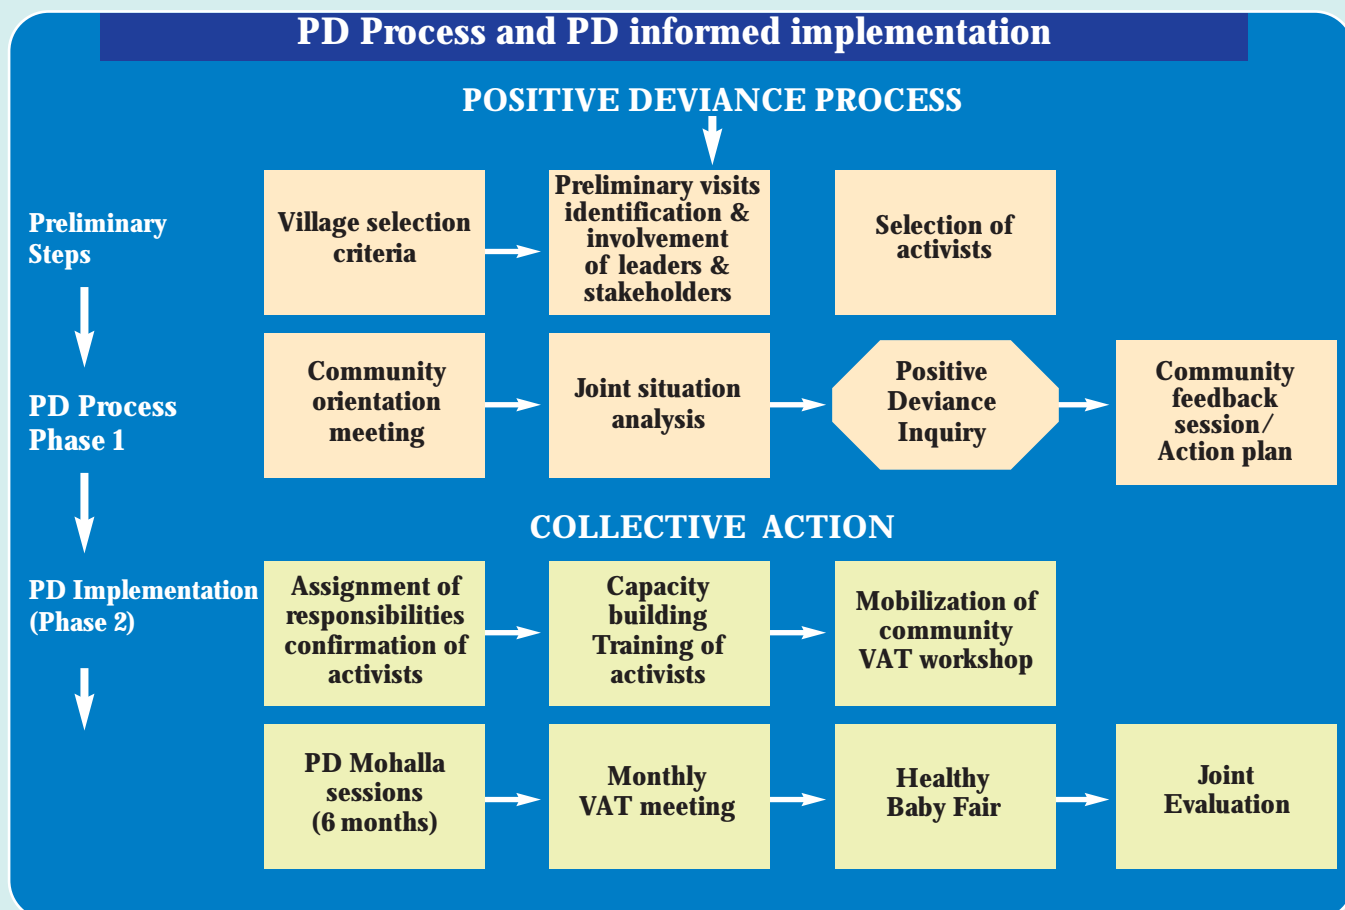 PD Process and PD informed implementation
POSITIVE DEVIANCE PROCESS
Preliminary
Steps
Village selection
criteria
Preliminary visits
identification &
involvement
of leaders &
stakeholders
Selection of
activists
PD Process
Phase 1
Community
orientation
meeting
Joint situation
analysis
Positive
Deviance
Inquiry
Community
feedback
session/
Action plan
COLLECTIVE ACTION
PD Implementation
(Phase 2)
Assignment of
responsibilities
confirmation of
activists
Capacity
building
Training of
activists
Mobilization of
community
VAT workshop
PD Mohalla
sessions
(6 months)
Monthly
VAT meeting
Healthy
Baby Fair
Joint
Evaluation